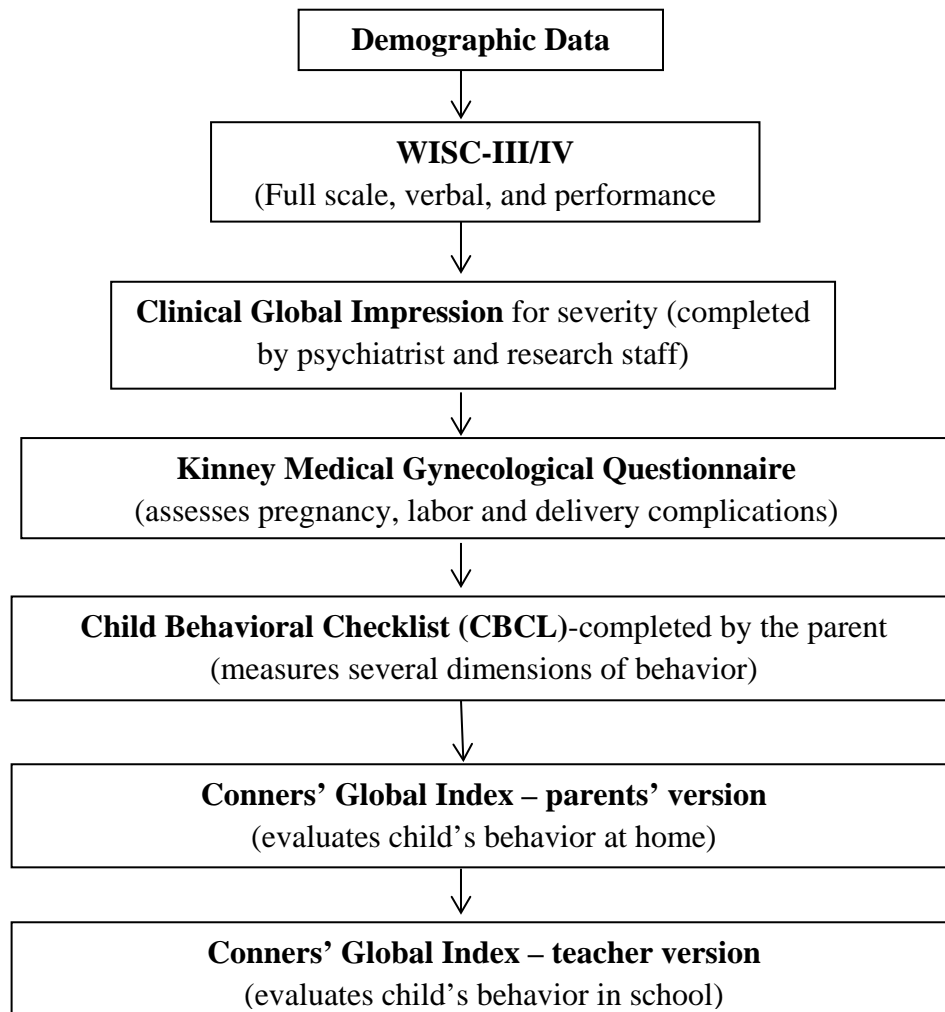 Demographic Data
WISC-III/IV
(Full scale, verbal, and performance
Clinical Global Impression for severity (completed
by psychiatrist and research staff)
Kinney Medical Gynecological Questionnaire
(assesses pregnancy, labor and delivery complications)
Child Behavioral Checklist (CBCL)-completed by the parent
(measures several dimensions of behavior)
Conners’ Global Index – parents’ version
(evaluates child’s behavior at home)
Conners’ Global Index – teacher version
(evaluates child’s behavior in school)